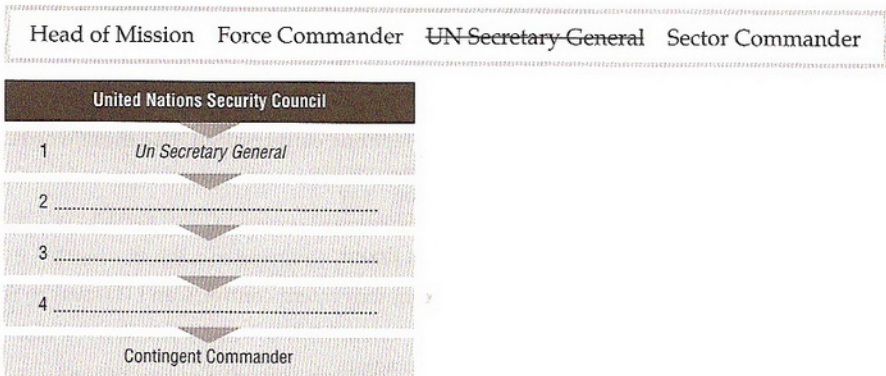 Head of Mission Force Commander UN Secretary General Sector Commander
United Nations Security Council
1 Un Secretary General
2 ........................................................................
3 ........................................................................
4 ........................................................................
Contingent Commander